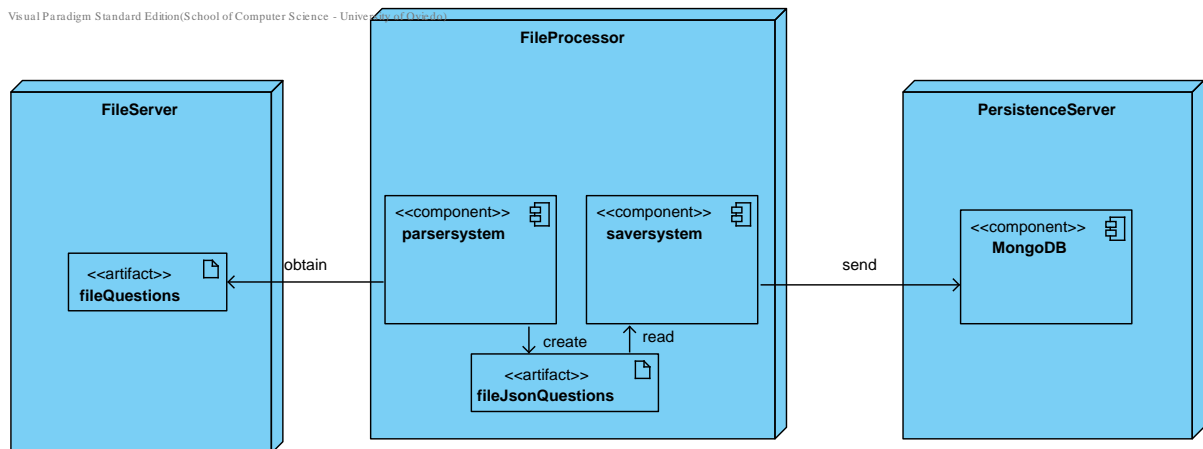 Visual Paradigm Standard Edition(School of Computer Science - University of Oviedo)
FileProcessor
FileServer
PersistenceServer
<<component>>
parsersystem
<<component>>
saversystem
<<component>>
MongoDB
<<artifact>>
fileQuestions
obtain
send
create
read
<<artifact>>
fileJsonQuestions